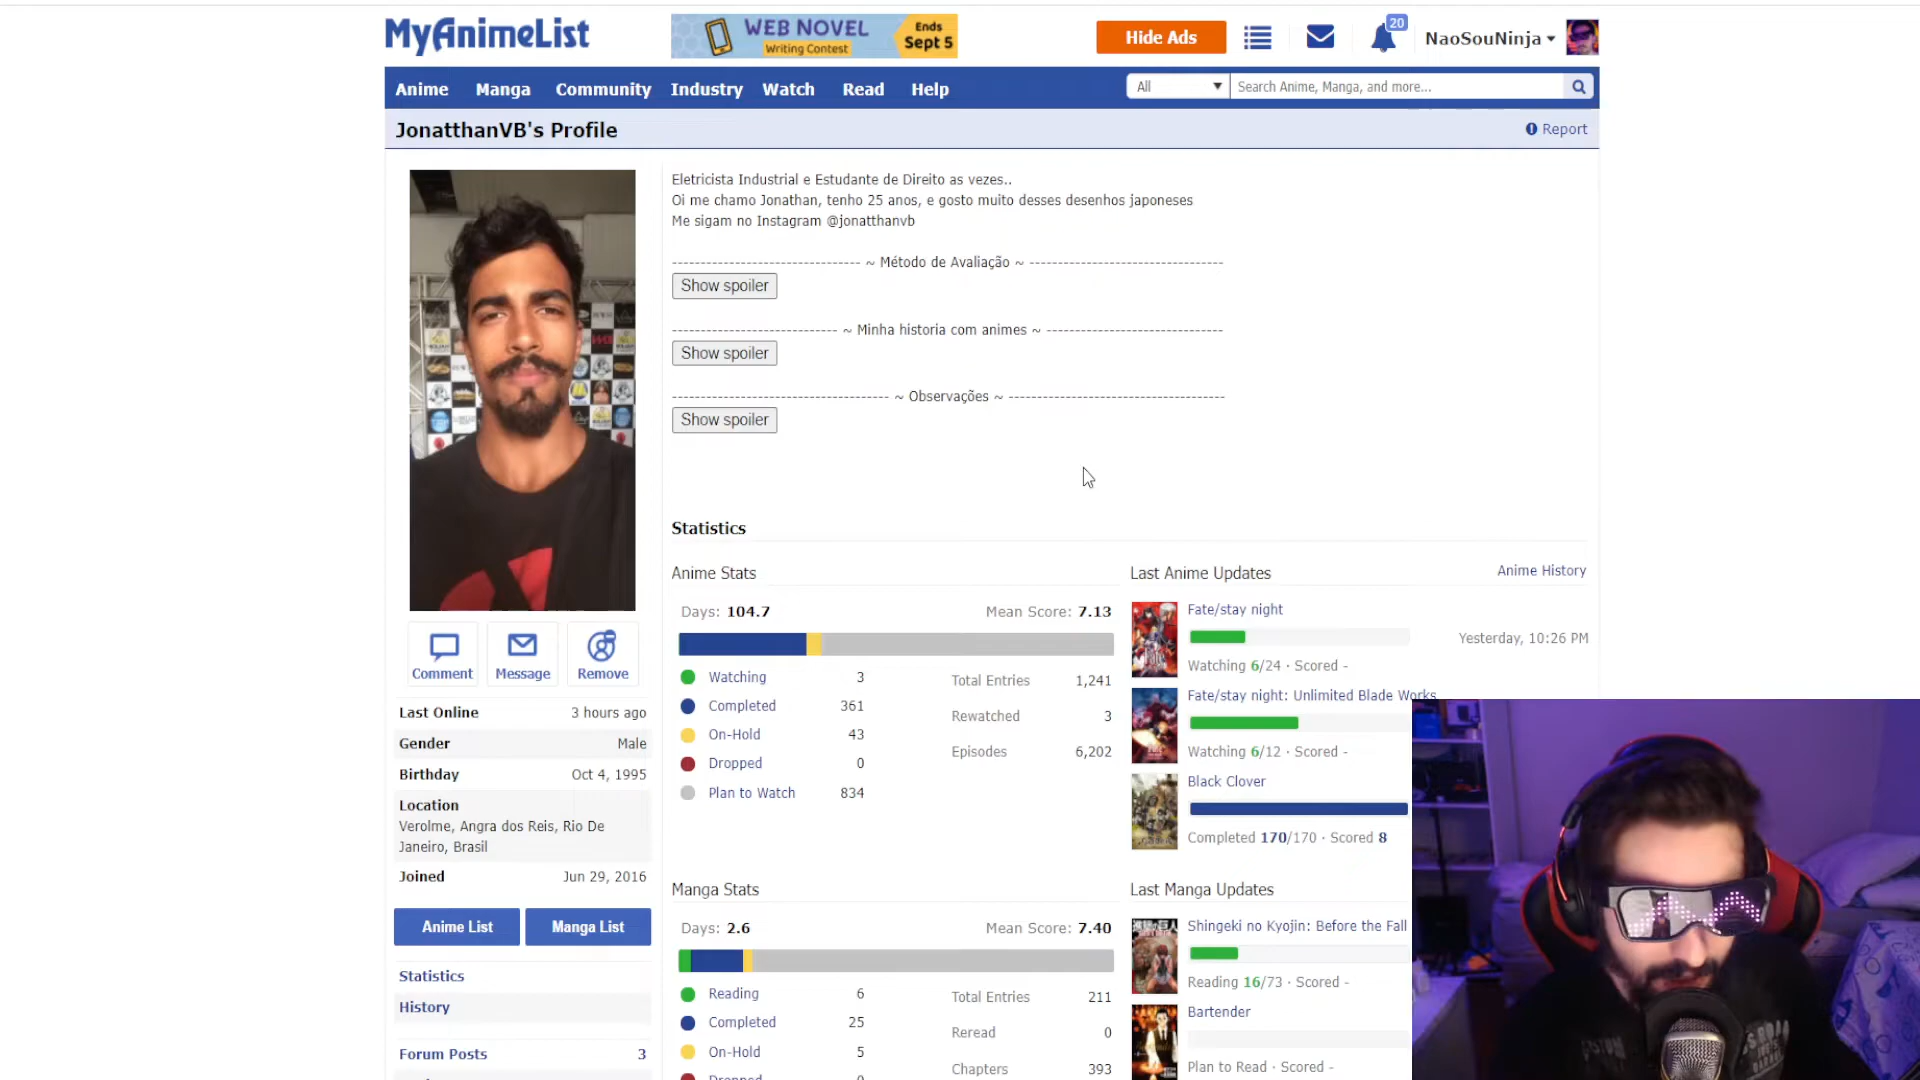 MyAnimeList
WEB NOVEL
Writing Contest
Ends
Sept 5
Hide Ads
20
NaoSouNinja
Anime Manga Community Industry Watch Read Help
All
Search Anime, Manga, and more...
JonatthanVB's Profile
Report
Eletricista Industrial e Estudante de Direito as vezes..
Oi me chamo Jonathan, tenho 25 anos, e gosto muito desses desenhos japoneses
Me sigam no Instagram @jonatthanvb
-------------------------------- ~ Método de Avaliação ~ ---------------------------------
Show spoiler
---------------------------- ~ Minha historia com animes ~ ------------------------------
Show spoiler
------------------------------------- ~ Observações ~ -------------------------------------
Show spoiler
Comment
Message
Remove
Last Online 3 hours ago
Gender Male
Birthday Oct 4, 1995
Location
Verolme, Angra dos Reis, Rio De
Janeiro, Brasil
Joined Jun 29, 2016
Anime List
Manga List
Statistics
History
Forum Posts 3
Statistics
Anime Stats
Days: 104.7 Mean Score: 7.13
Watching 3
Completed 361
On-Hold 43
Dropped 0
Plan to Watch 834
Total Entries 1,241
Rewatched 3
Episodes 6,202
Last Anime Updates
Anime History
Fate/stay night
Yesterday, 10:26 PM
Watching 6/24 · Scored -
Fate/stay night: Unlimited Blade Works
Watching 6/12 · Scored -
Black Clover
Completed 170/170 · Scored 8
Manga Stats
Days: 2.6 Mean Score: 7.40
Reading 6
Completed 25
On-Hold 5
Dropped 0
Total Entries 211
Reread 0
Chapters 393
Last Manga Updates
Shingeki no Kyojin: Before the Fall
Reading 16/73 · Scored -
Bartender
Plan to Read · Scored -